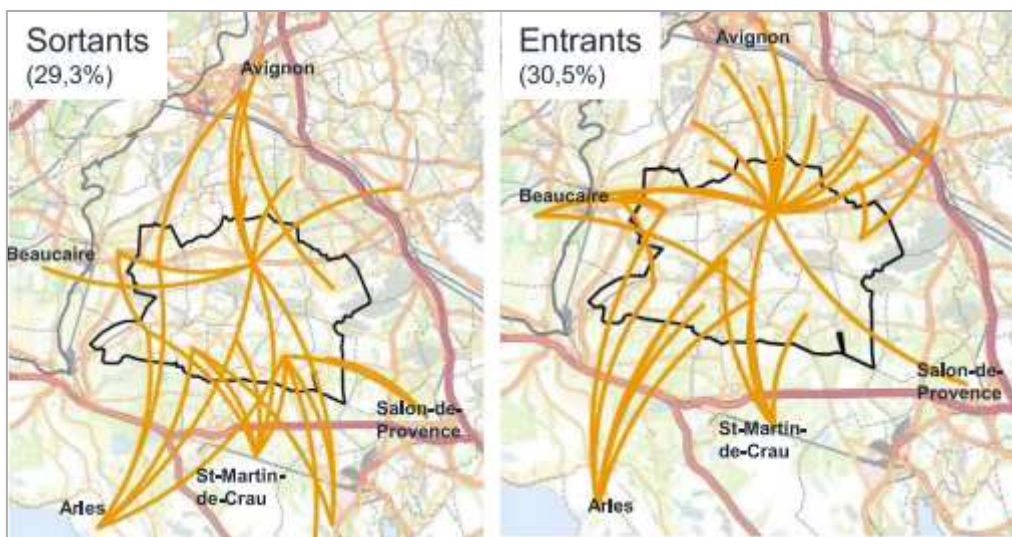 Sortants
(29,3%)
Avignon
Beaucaire
Salon-de-
Provence
St-Martin-
de-Crau
Arles
Entrants
(30,5%)
Avignon
Beaucaire
Salon-de-
Provence
St-Martin-
de-Crau
Arles